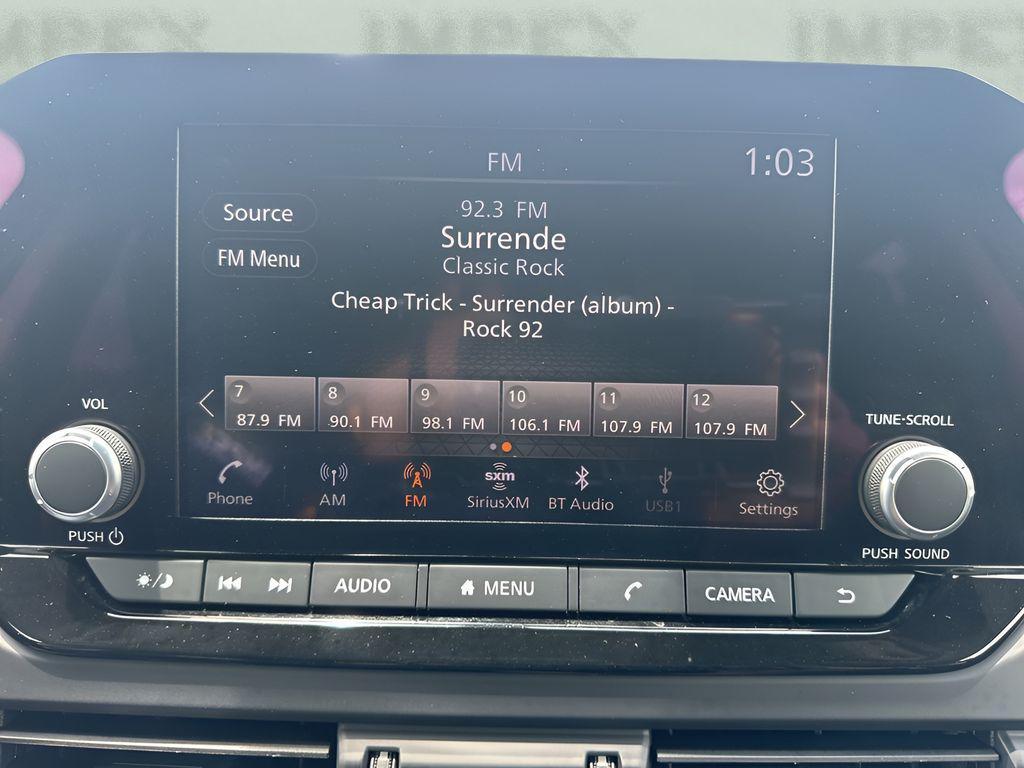 IMPEX IMPEX IMPEX
FM
1:03
Source
FM Menu
92.3 FM
Surrende
Classic Rock
Cheap Trick - Surrender (album) -
Rock 92
7 8 9 10 11 12
87.9 FM 90.1 FM 98.1 FM 106.1 FM 107.9 FM 107.9 FM
Phone AM FM sxm SiriusXM BT Audio USB1 Settings
VOL
PUSH
TUNE·SCROLL
PUSH SOUND
AUDIO MENU CAMERA